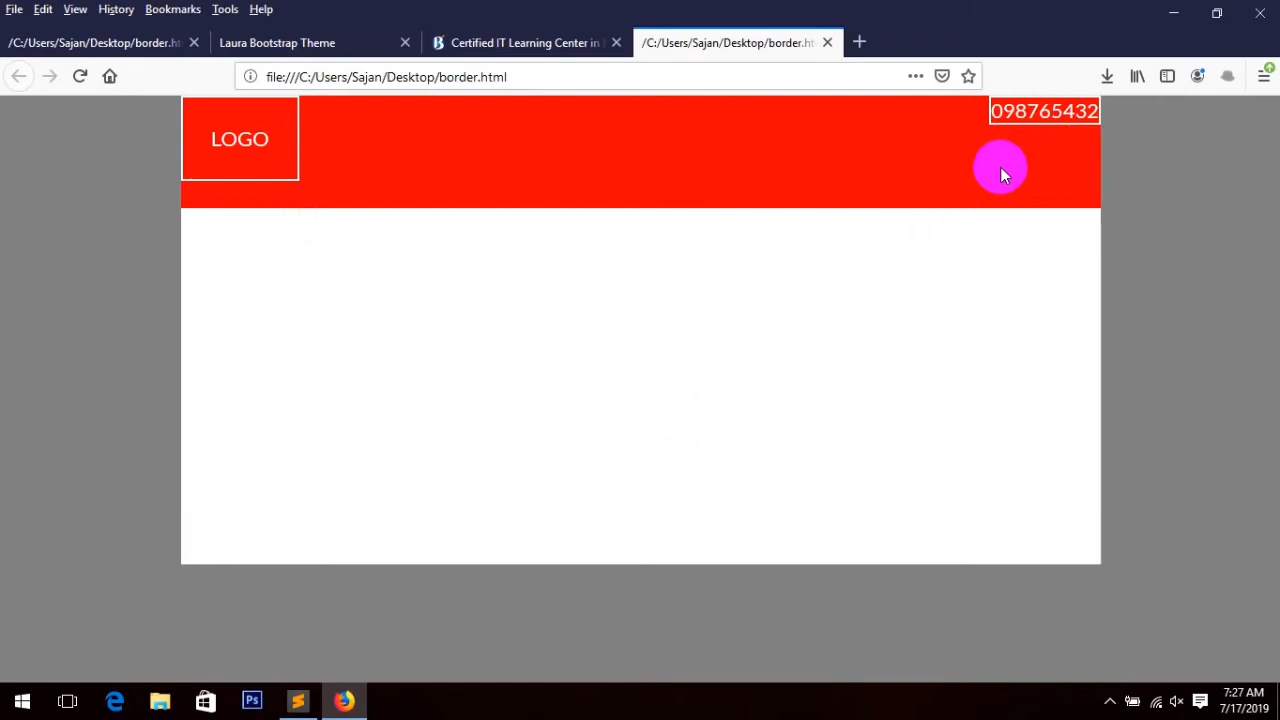 File Edit View History Bookmarks Tools Help
/C:/Users/Sajan/Desktop/border.ht
Laura Bootstrap Theme
Certified IT Learning Center in
/C:/Users/Sajan/Desktop/border.ht
file:///C:/Users/Sajan/Desktop/border.html
LOGO
098765432
Ps
7:27 AM
7/17/2019